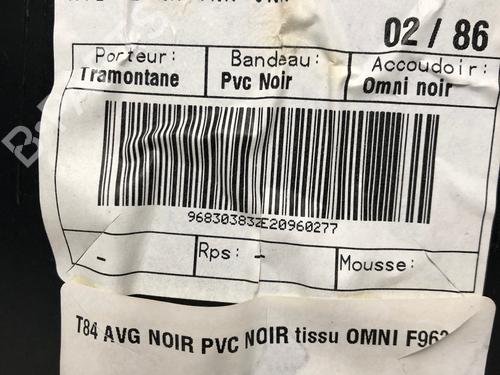 02 / 86
Porteur: Bandeau: Accoudoir:
Tramontane Pvc Noir Omni noir
968303832E20960277
- Rps: - Mousse:
T84 AVG NOIR PVC NOIR tissu OMNI